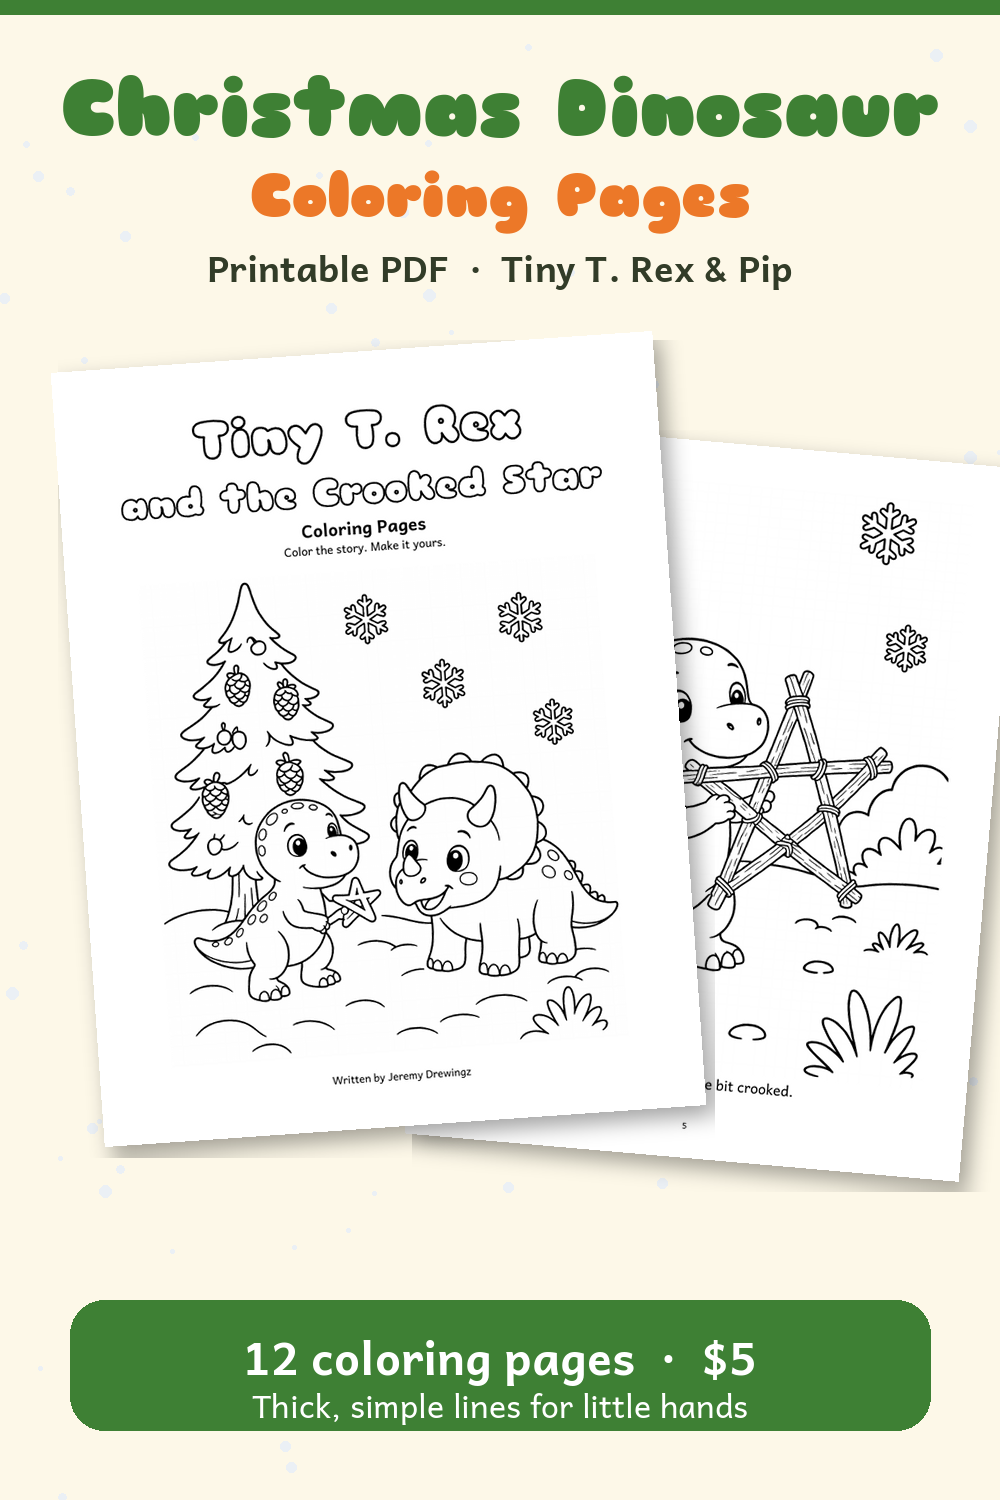 Christmas Dinosaur
Coloring Pages
Printable PDF · Tiny T. Rex & Pip
Tiny T. Rex
and the Crooked Star
Coloring Pages
Color the story. Make it yours.
Written by Jeremy Drewingz
bit crooked.
5
12 coloring pages · $5
Thick, simple lines for little hands